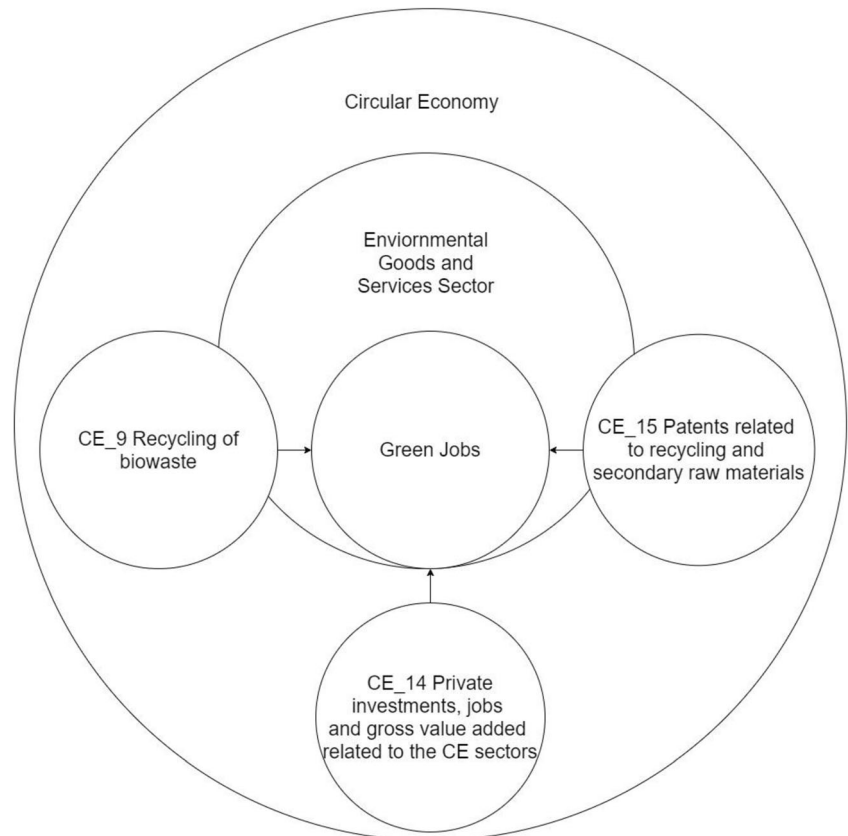 Circular Economy
Enviornmental
Goods and
Services Sector
CE_9 Recycling of
biowaste
Green Jobs
CE_15 Patents related
to recycling and
secondary raw materials
CE_14 Private
investments, jobs
and gross value added
related to the CE sectors